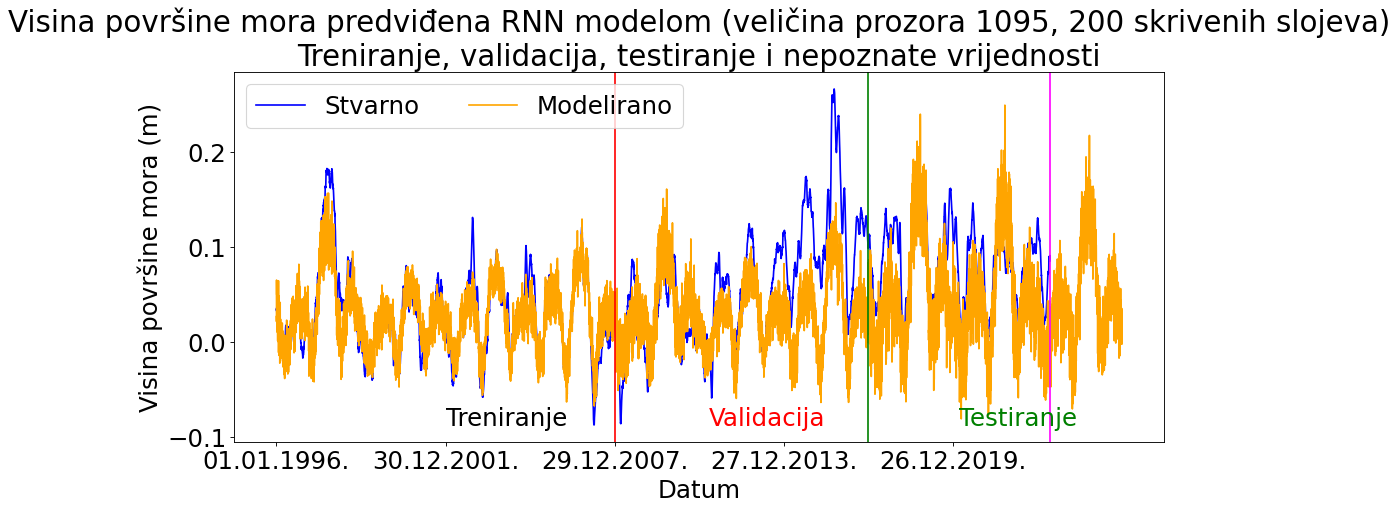 Visina površine mora predviđena RNN modelom (veličina prozora 1095, 200 skrivenih slojeva)
Treniranje, validacija, testiranje i nepoznate vrijednosti
Stvarno Modelirano
Visina površine mora (m)
0.2
0.1
0.0
−0.1
Treniranje Validacija Testiranje
01.01.1996. 30.12.2001. 29.12.2007. 27.12.2013. 26.12.2019.
Datum